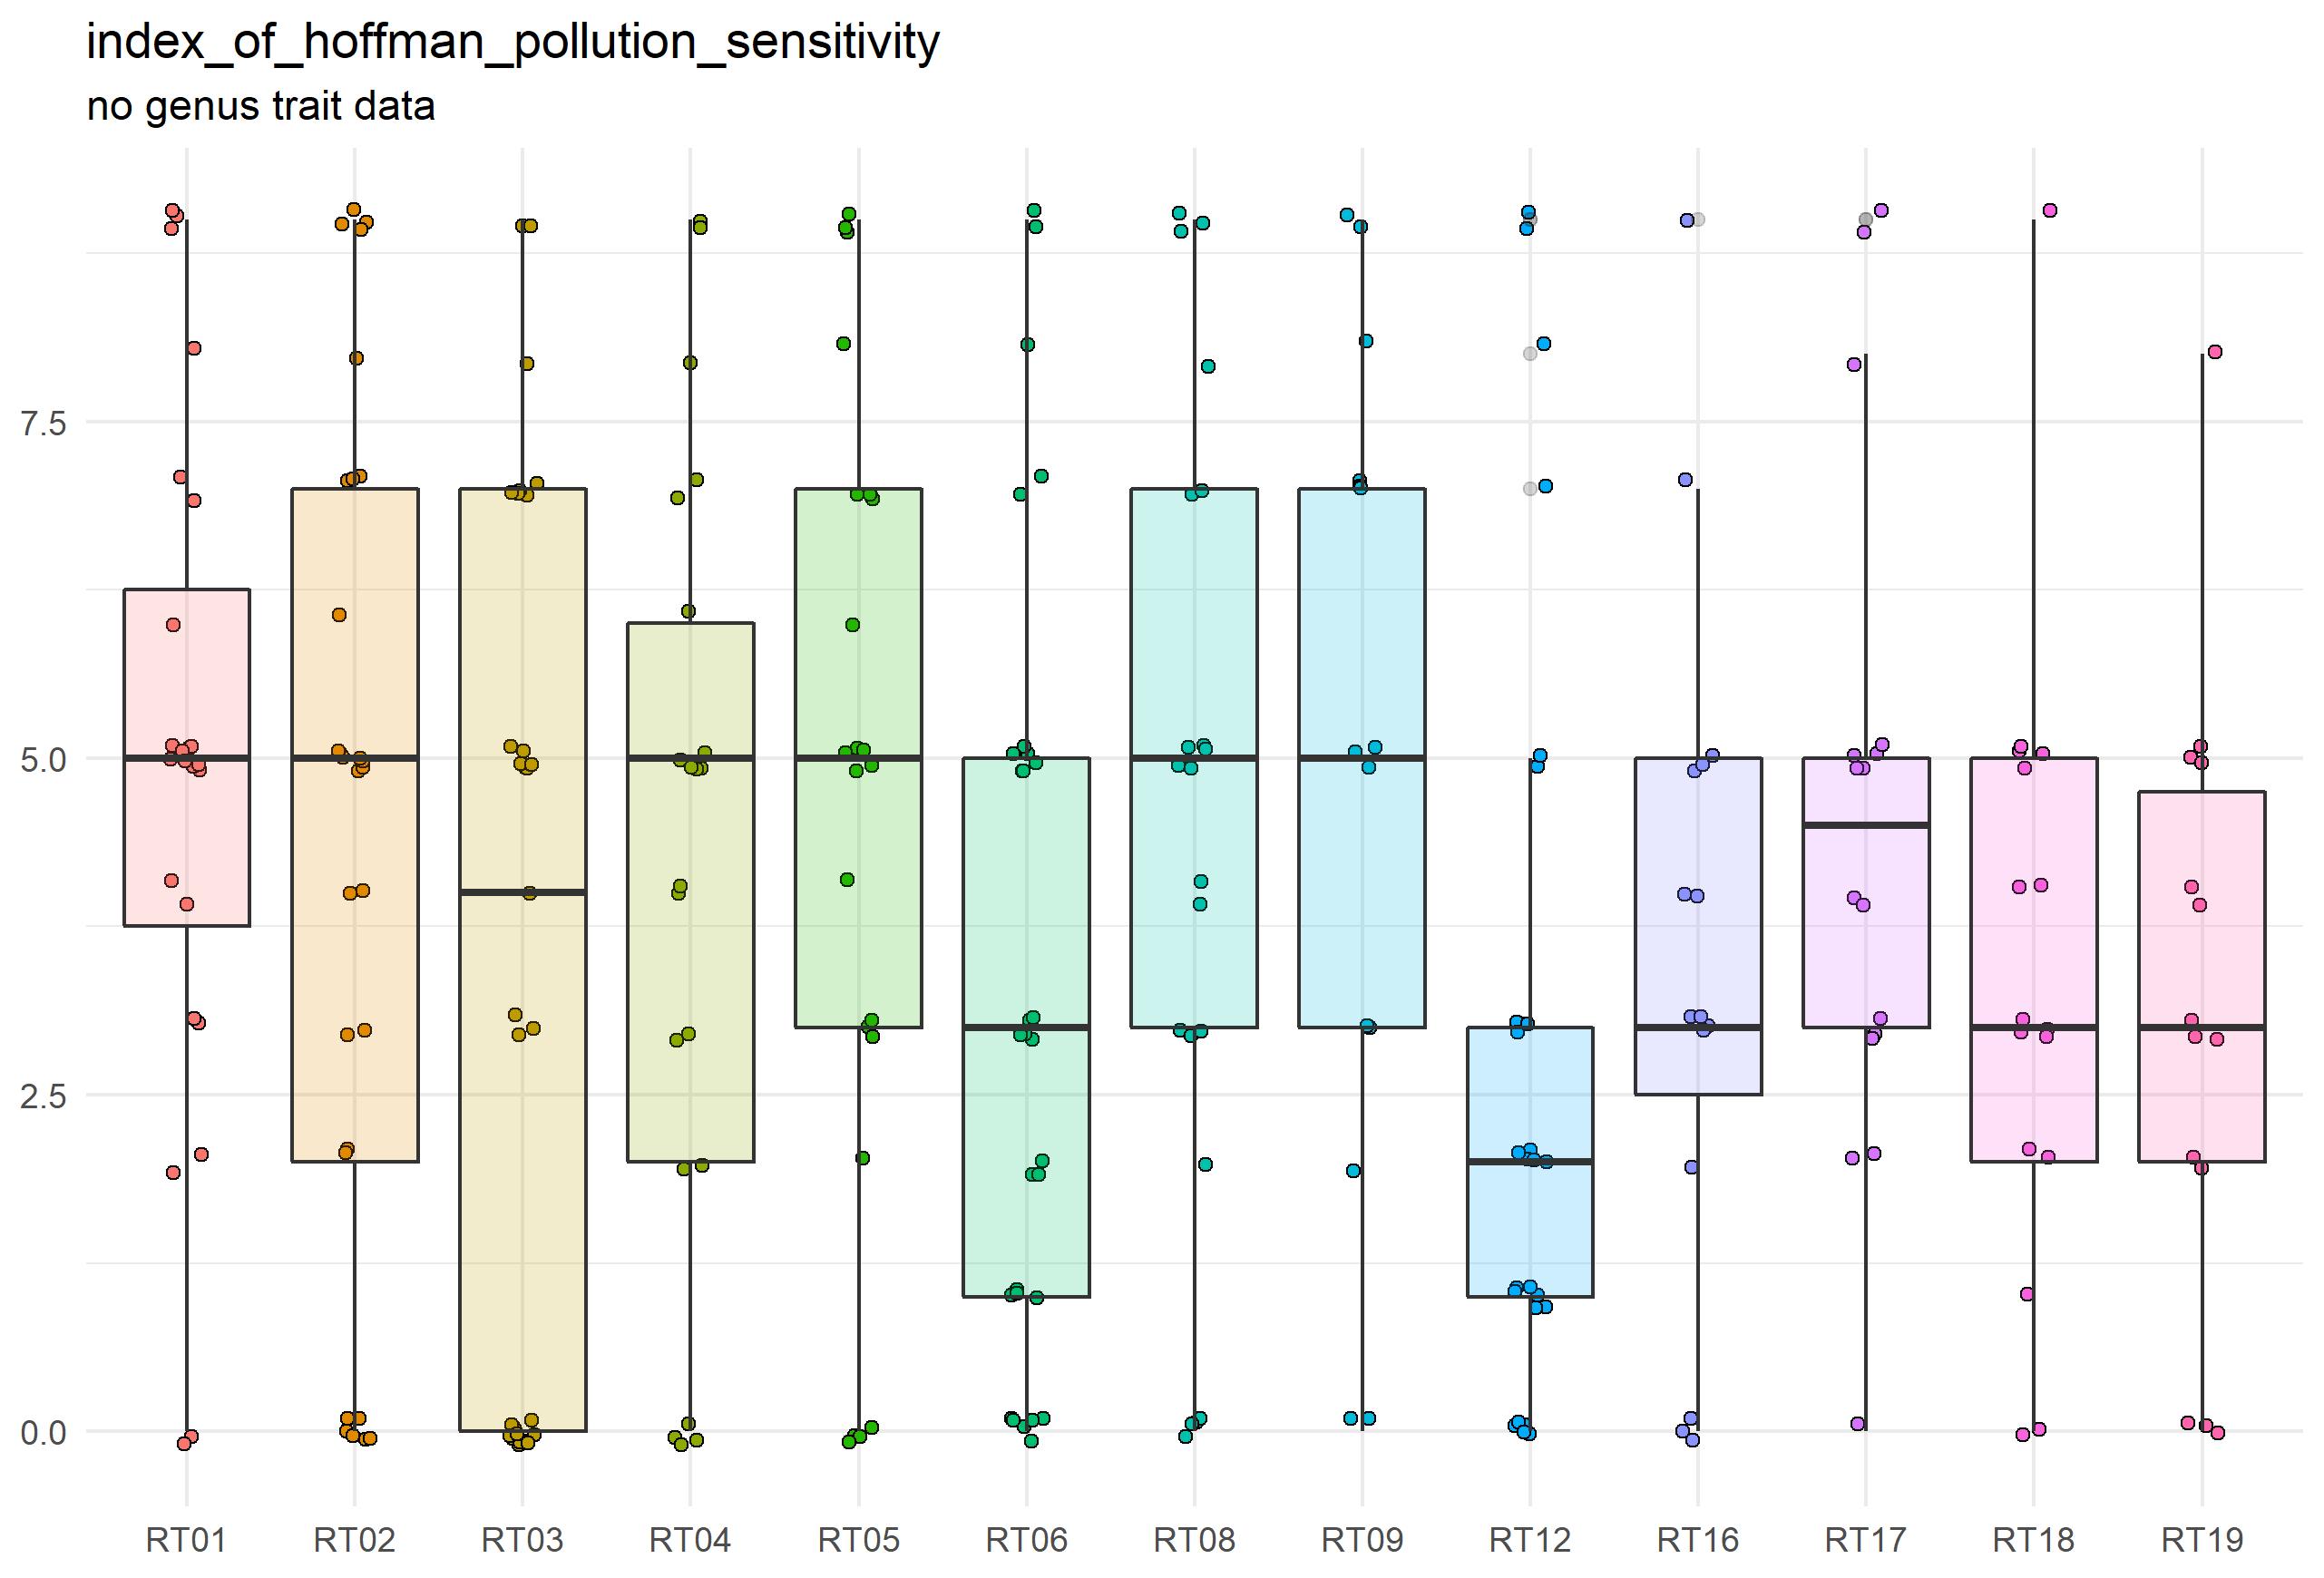 index_of_hoffman_pollution_sensitivity
no genus trait data
7.5
5.0
2.5
0.0
RT01 RT02 RT03 RT04 RT05 RT06 RT08 RT09 RT12 RT16 RT17 RT18 RT19